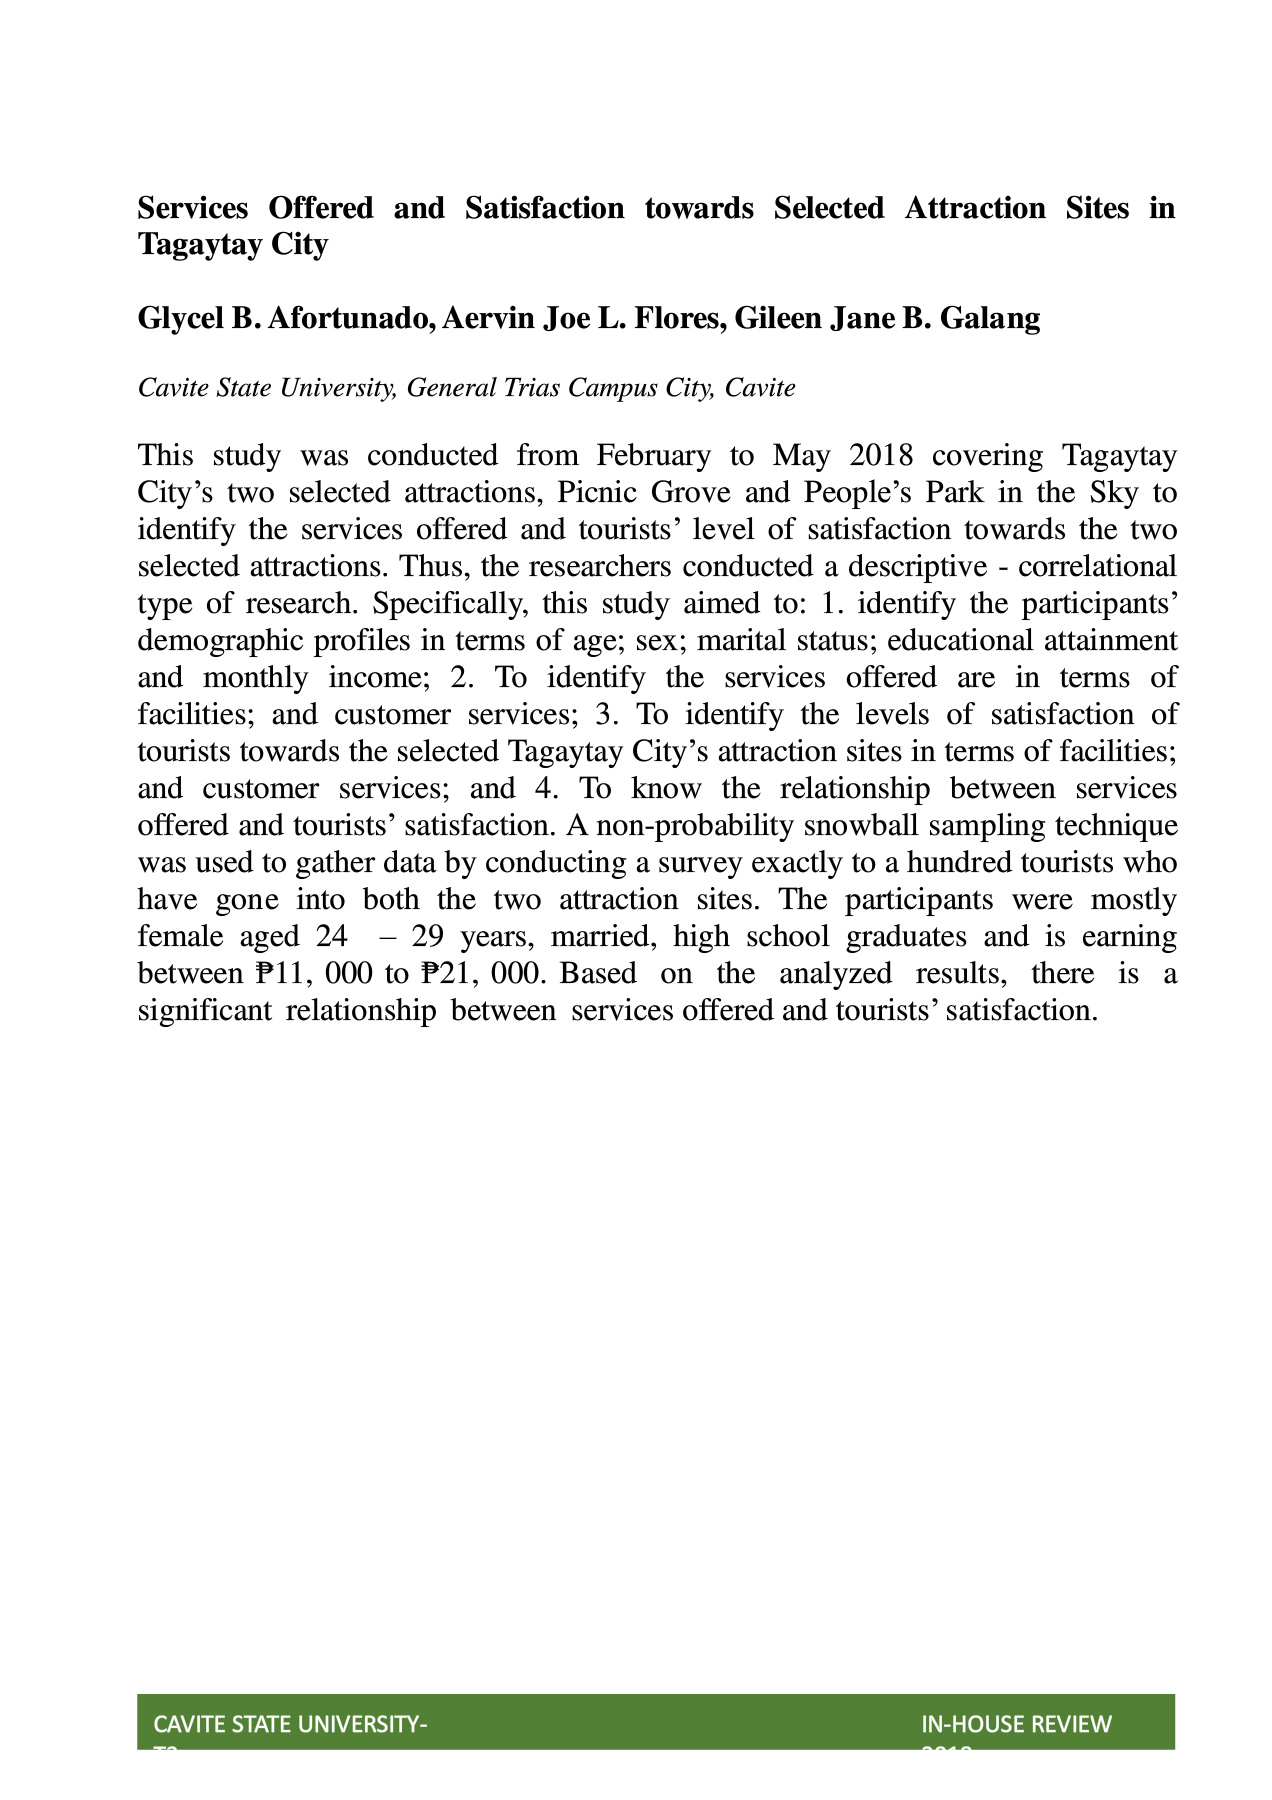 Services Offered and Satisfaction towards Selected Attraction Sites in
Tagaytay City
Glycel B. Afortunado, Aervin Joe L. Flores, Gileen Jane B. Galang
Cavite State University, General Trias Campus City, Cavite
This study was conducted from February to May 2018 covering Tagaytay
City’s two selected attractions, Picnic Grove and People’s Park in the Sky to
identify the services offered and tourists’ level of satisfaction towards the two
selected attractions. Thus, the researchers conducted a descriptive - correlational
type of research. Specifically, this study aimed to: 1. identify the participants’
demographic profiles in terms of age; sex; marital status; educational attainment
and monthly income; 2. To identify the services offered are in terms of
facilities; and customer services; 3. To identify the levels of satisfaction of
tourists towards the selected Tagaytay City’s attraction sites in terms of facilities;
and customer services; and 4. To know the relationship between services
offered and tourists’ satisfaction. A non-probability snowball sampling technique
was used to gather data by conducting a survey exactly to a hundred tourists who
have gone into both the two attraction sites. The participants were mostly
female aged 24 – 29 years, married, high school graduates and is earning
between ₱11, 000 to ₱21, 000. Based on the analyzed results, there is a
significant relationship between services offered and tourists’ satisfaction.
CAVITE STATE UNIVERSITY-
IN-HOUSE REVIEW